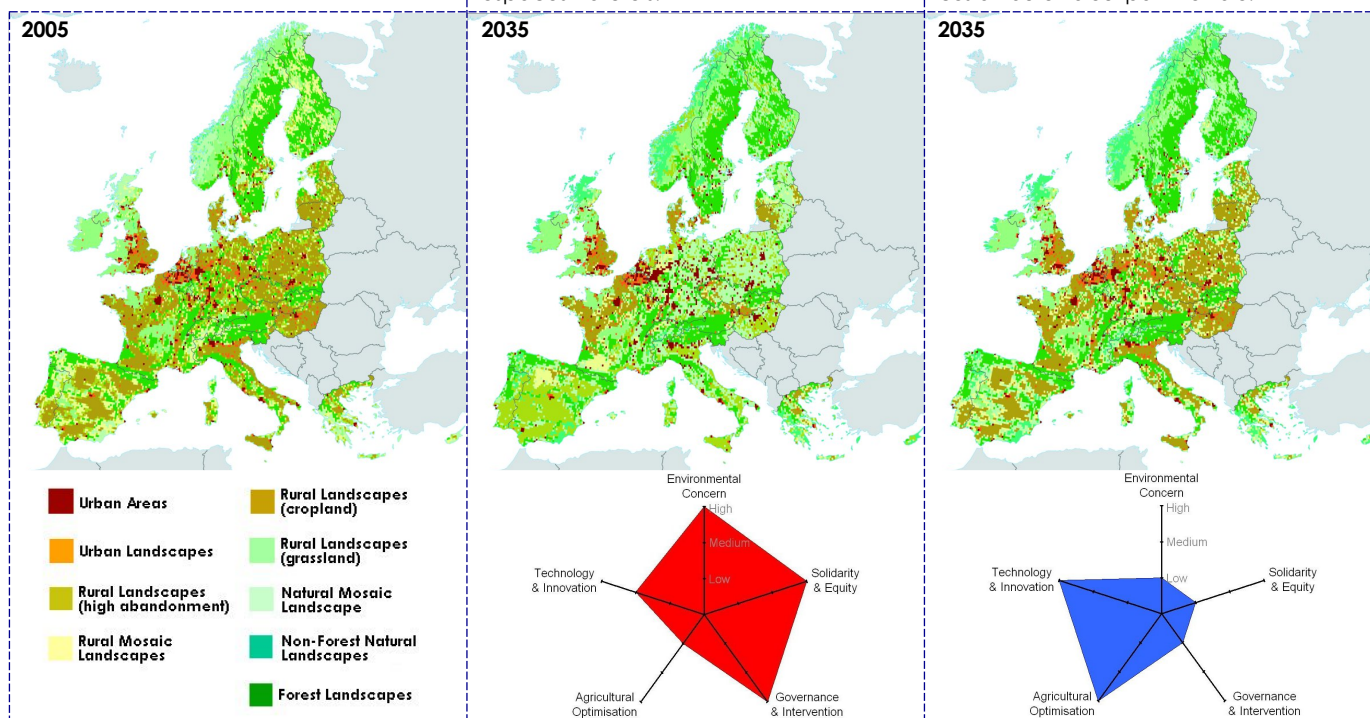 2005
2035
2035
Urban Areas
Urban Landscapes
Rural Landscapes
(high abandonment)
Rural Mosaic
Landscapes
Rural Landscapes
(cropland)
Rural Landscapes
(grassland)
Natural Mosaic
Landscape
Non-Forest Natural
Landscapes
Forest Landscapes
Environmental
Concern
High
Medium
Low
Technology
& Innovation
Solidarity
& Equity
Agricultural
Optimisation
Governance
& Intervention
Environmental
Concern
High
Medium
Low
Technology
& Innovation
Solidarity
& Equity
Agricultural
Optimisation
Governance
& Intervention